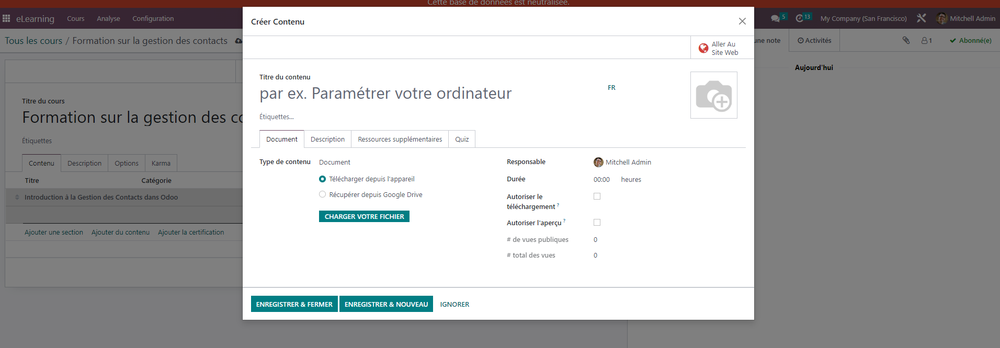 Cette base de données est neutralisée.
eLearning Cours Analyse Configuration
5 13 My Company (San Francisco) Mitchell Admin
Tous les cours / Formation sur la gestion des contacts
une note Activités 1 Abonné(e)
Aujourd'hui
Titre du cours
Formation sur la gestion des co
Étiquettes
Contenu Description Options Karma
Titre Catégorie
Introduction à la Gestion des Contacts dans Odoo
Ajouter une section Ajouter du contenu Ajouter la certification
Créer Contenu
Aller Au
Site Web
Titre du contenu
par ex. Paramétrer votre ordinateur
FR
Étiquettes...
Document Description Ressources supplémentaires Quiz
Type de contenu Document
Télécharger depuis l'appareil
Récupérer depuis Google Drive
CHARGER VOTRE FICHIER
Responsable Mitchell Admin
Durée 00:00 heures
Autoriser le
téléchargement ?
Autoriser l'aperçu ?
# de vues publiques 0
# total des vues 0
ENREGISTRER & FERMER ENREGISTRER & NOUVEAU IGNORER